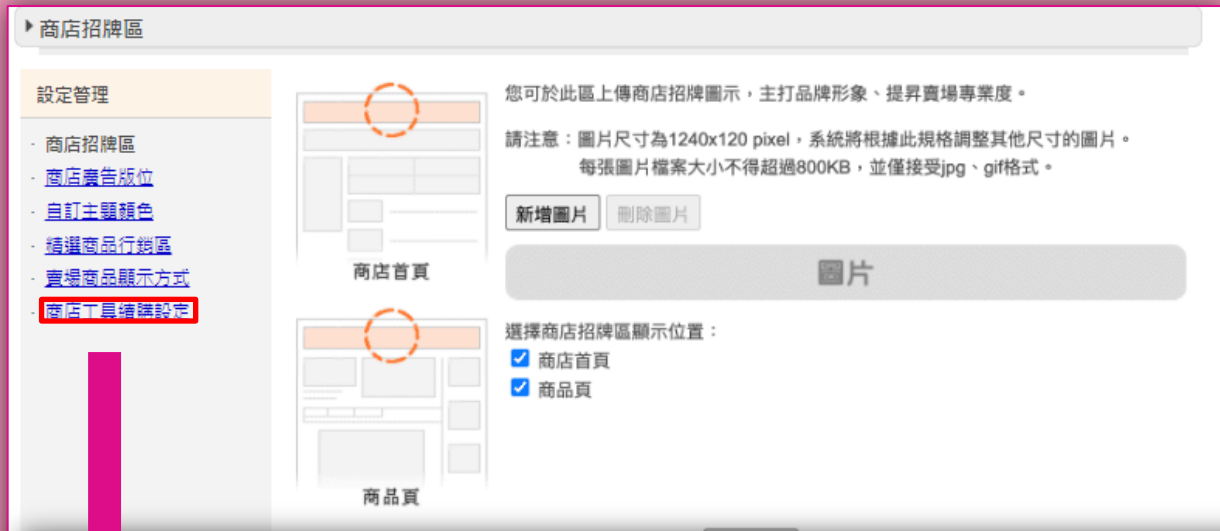 商店招牌區
設定管理
· 商店招牌區
· 商店廣告版位
· 自訂主題顏色
· 精選商品行銷區
· 賣場商品顯示方式
· 商店工具續購設定
商店首頁
商品頁
您可於此區上傳商店招牌圖示，主打品牌形象、提昇賣場專業度。
請注意：圖片尺寸為1240x120 pixel，系統將根據此規格調整其他尺寸的圖片。
每張圖片檔案大小不得超過800KB，並僅接受jpg、gif格式。
新增圖片 刪除圖片
圖片
選擇商店招牌區顯示位置：
商店首頁
商品頁